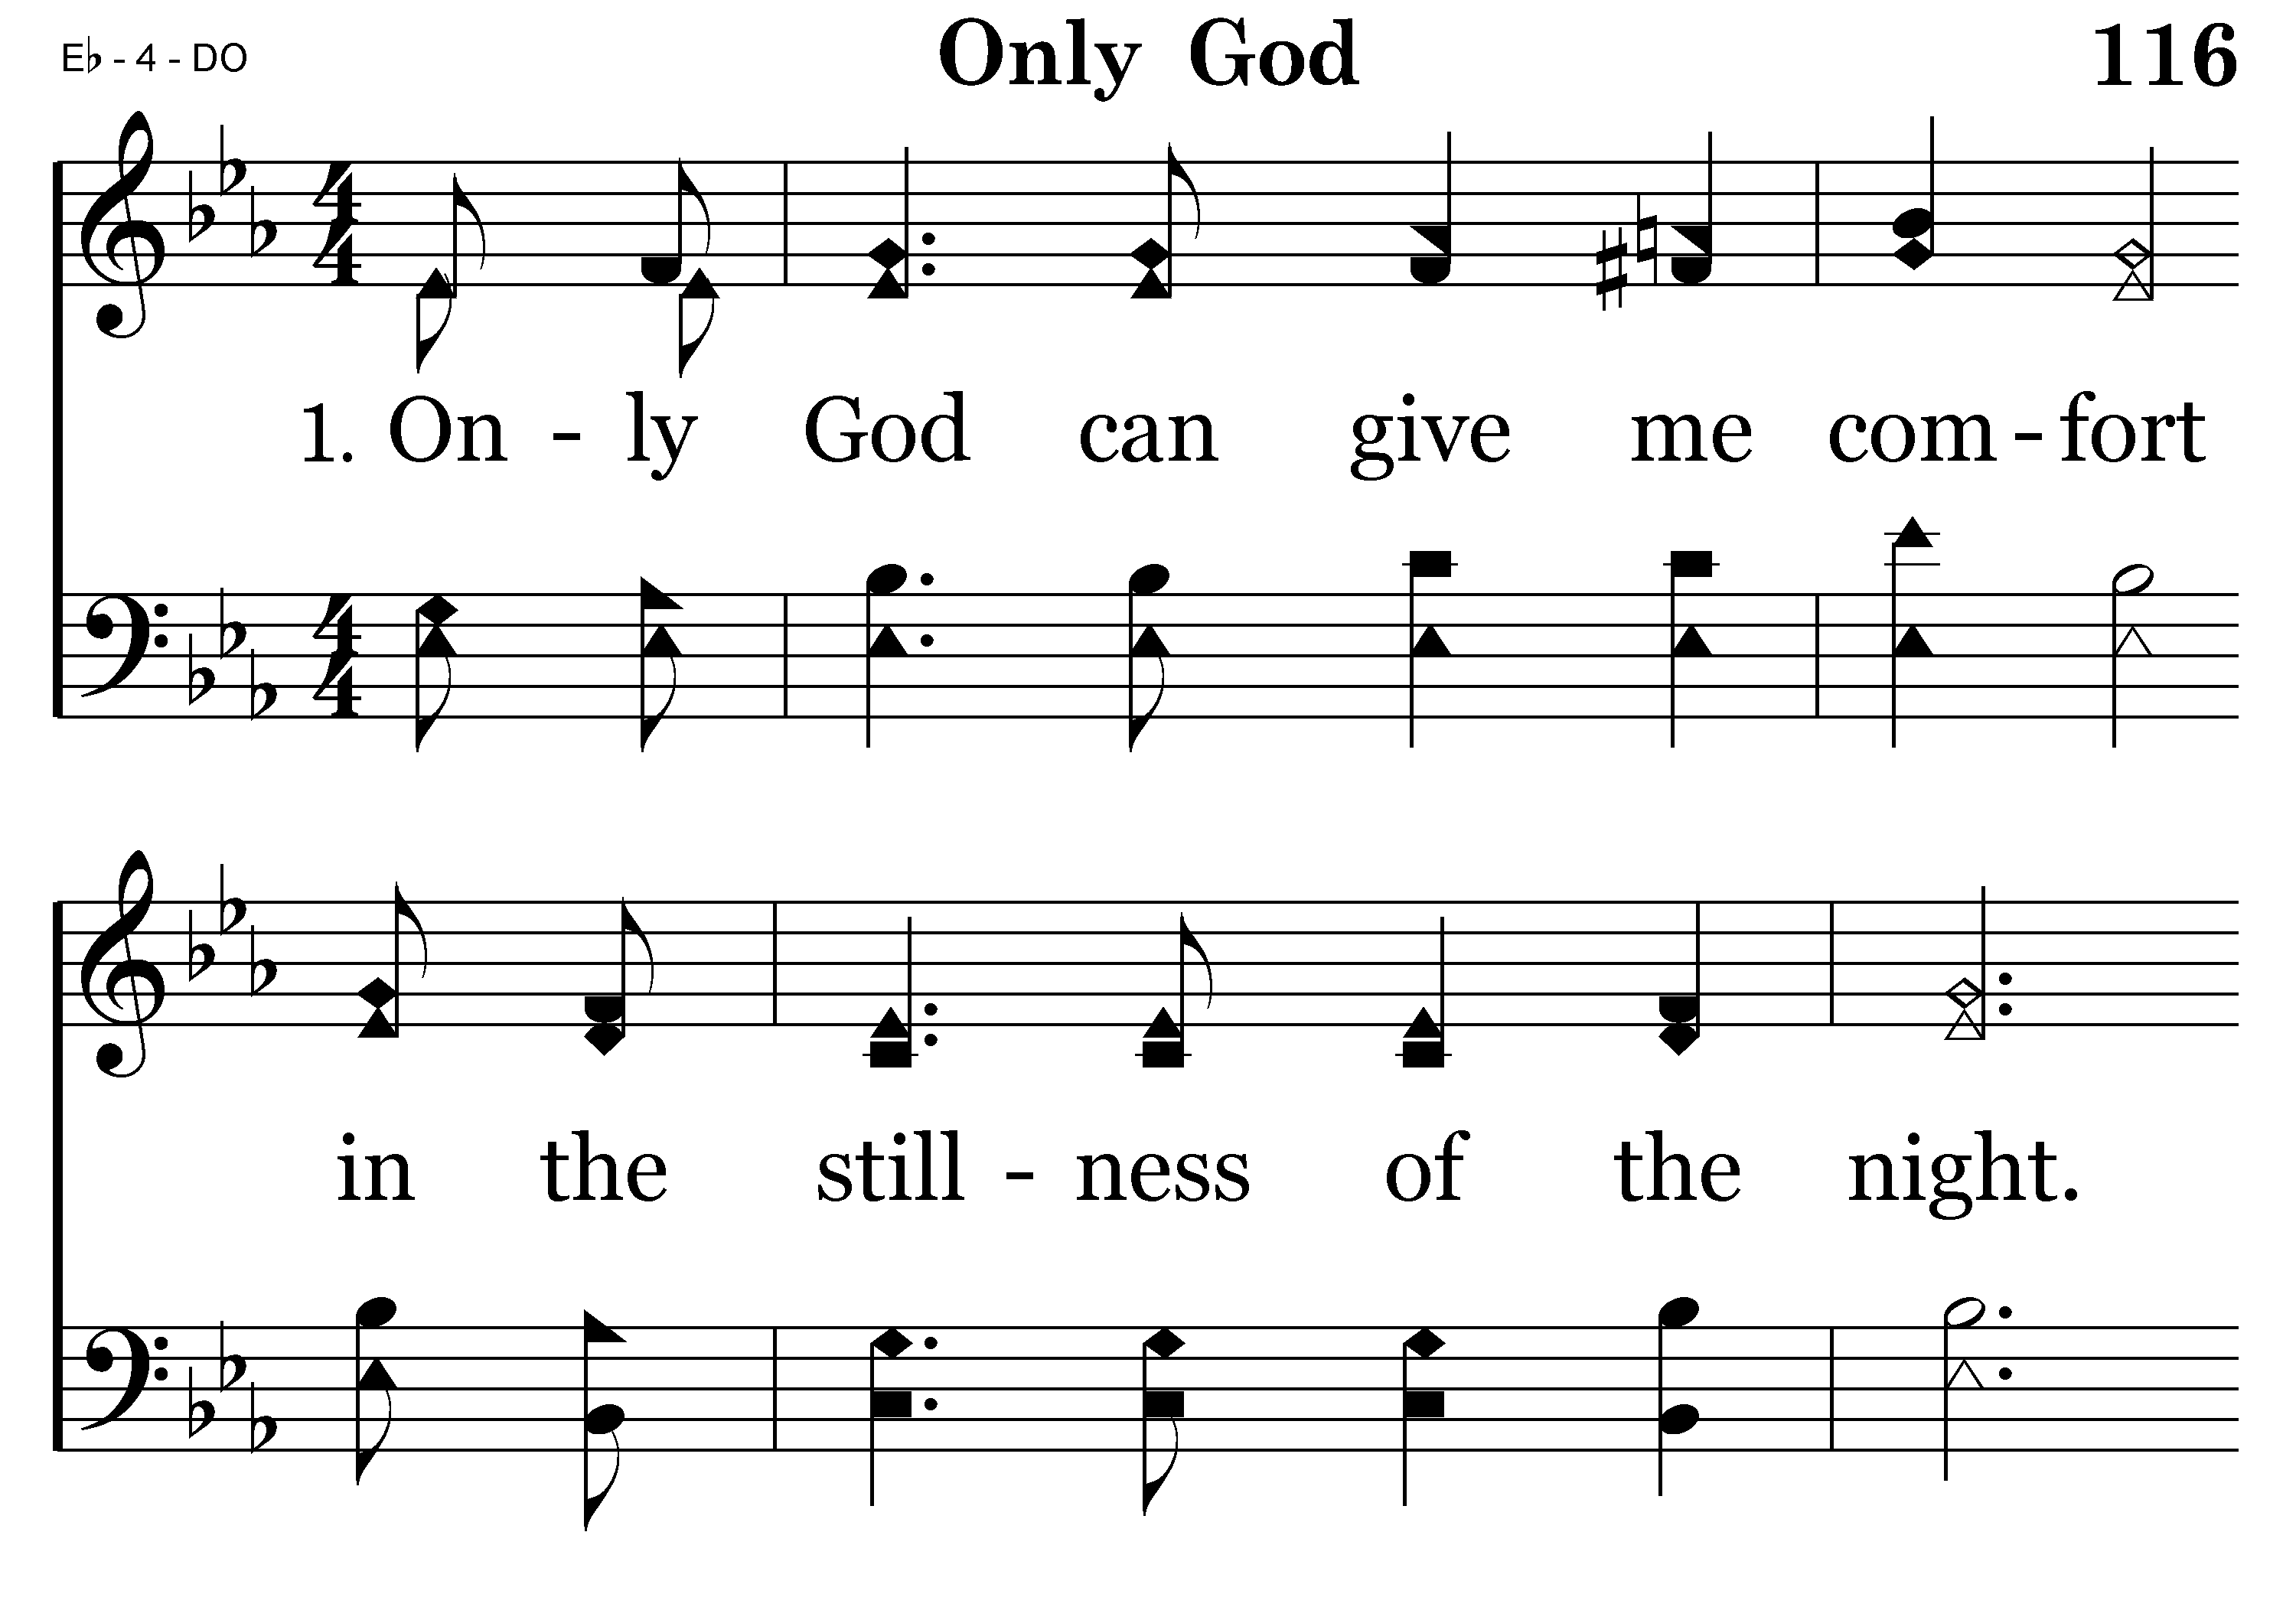 E♭ - 4 - DO
Only God
116
1. On - ly God can give me com - fort
in the still - ness of the night.